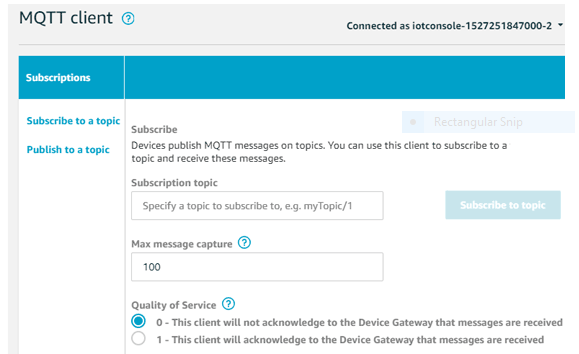 MQTT client ?
Connected as iotconsole-1527251847000-2
Subscriptions
Subscribe to a topic
Publish to a topic
Rectangular Snip
Subscribe
Devices publish MQTT messages on topics. You can use this client to subscribe to a
topic and receive these messages.
Subscription topic
Specify a topic to subscribe to, e.g. myTopic/1
Subscribe to topic
Max message capture ?
100
Quality of Service ?
0 - This client will not acknowledge to the Device Gateway that messages are received
1 - This client will acknowledge to the Device Gateway that messages are received